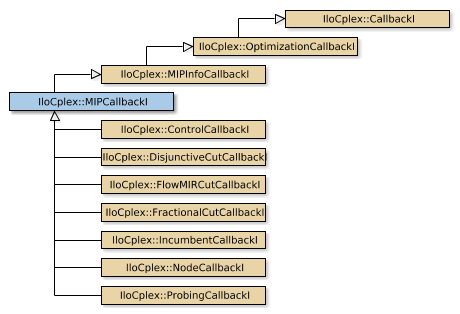 IloCplex::CallbackI
IloCplex::OptimizationCallbackI
IloCplex::MIPInfoCallbackI
IloCplex::MIPCallbackI
IloCplex::ControlCallbackI
IloCplex::DisjunctiveCutCallbackI
IloCplex::FlowMIRCutCallbackI
IloCplex::FractionalCutCallbackI
IloCplex::IncumbentCallbackI
IloCplex::NodeCallbackI
IloCplex::ProbingCallbackI